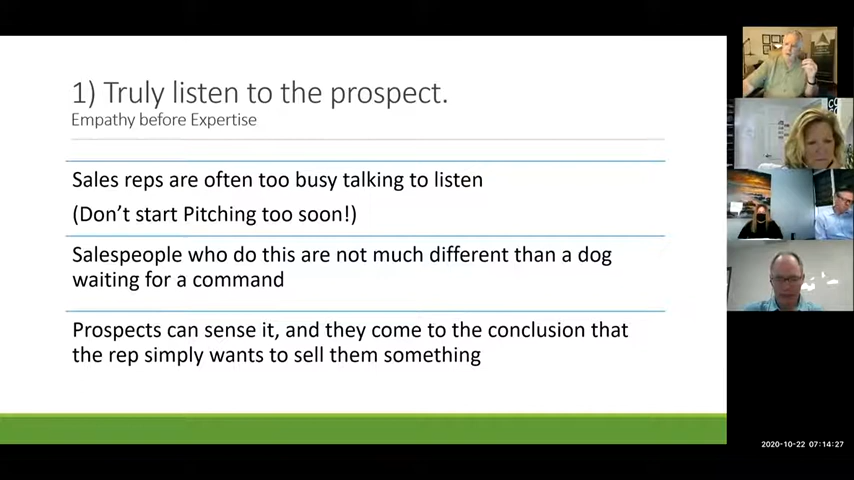 1) Truly listen to the prospect.
Empathy before Expertise
Sales reps are often too busy talking to listen
(Don't start Pitching too soon!)
Salespeople who do this are not much different than a dog
waiting for a command
Prospects can sense it, and they come to the conclusion that
the rep simply wants to sell them something
2020-10-22 07:14:27